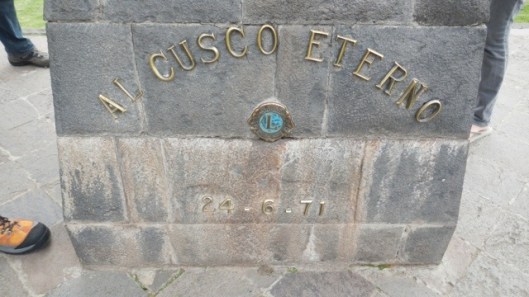 AL CUSCO ETERNO
L
24-6-71